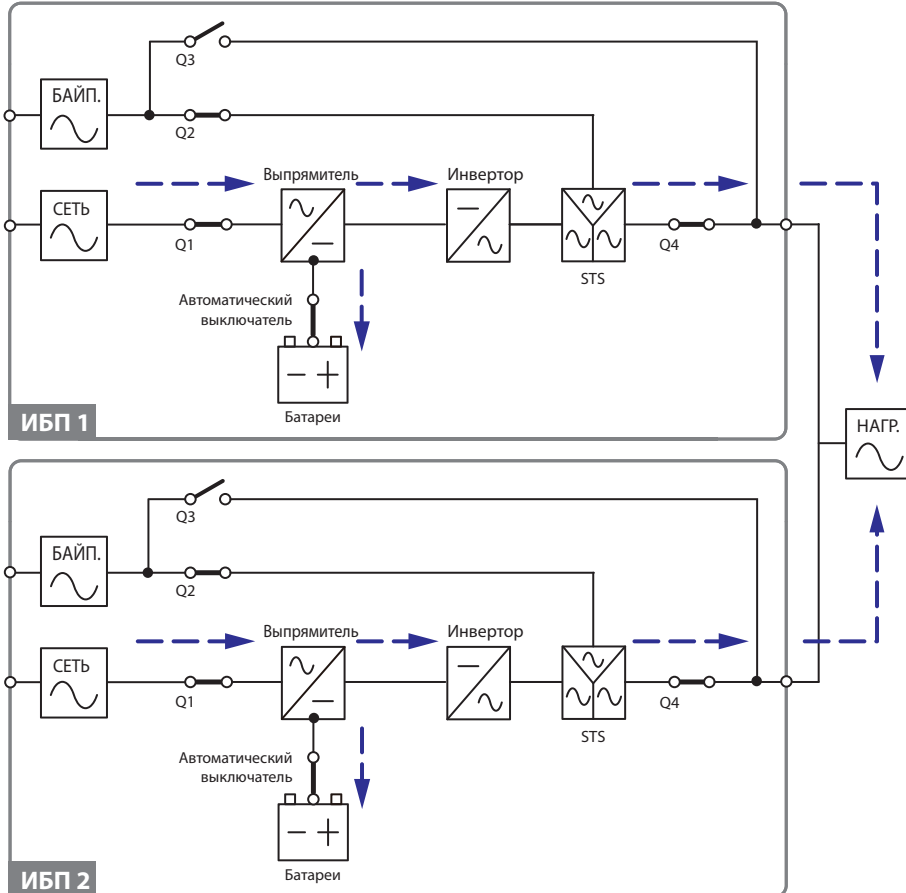 Q3
БАЙП.
Q2
Выпрямитель
Инвертор
СЕТЬ
Q1
Q4
STS
Автоматический
выключатель
Батареи
ИБП 1
НАГР.
Q3
БАЙП.
Q2
Выпрямитель
Инвертор
СЕТЬ
Q1
Q4
STS
Автоматический
выключатель
Батареи
ИБП 2